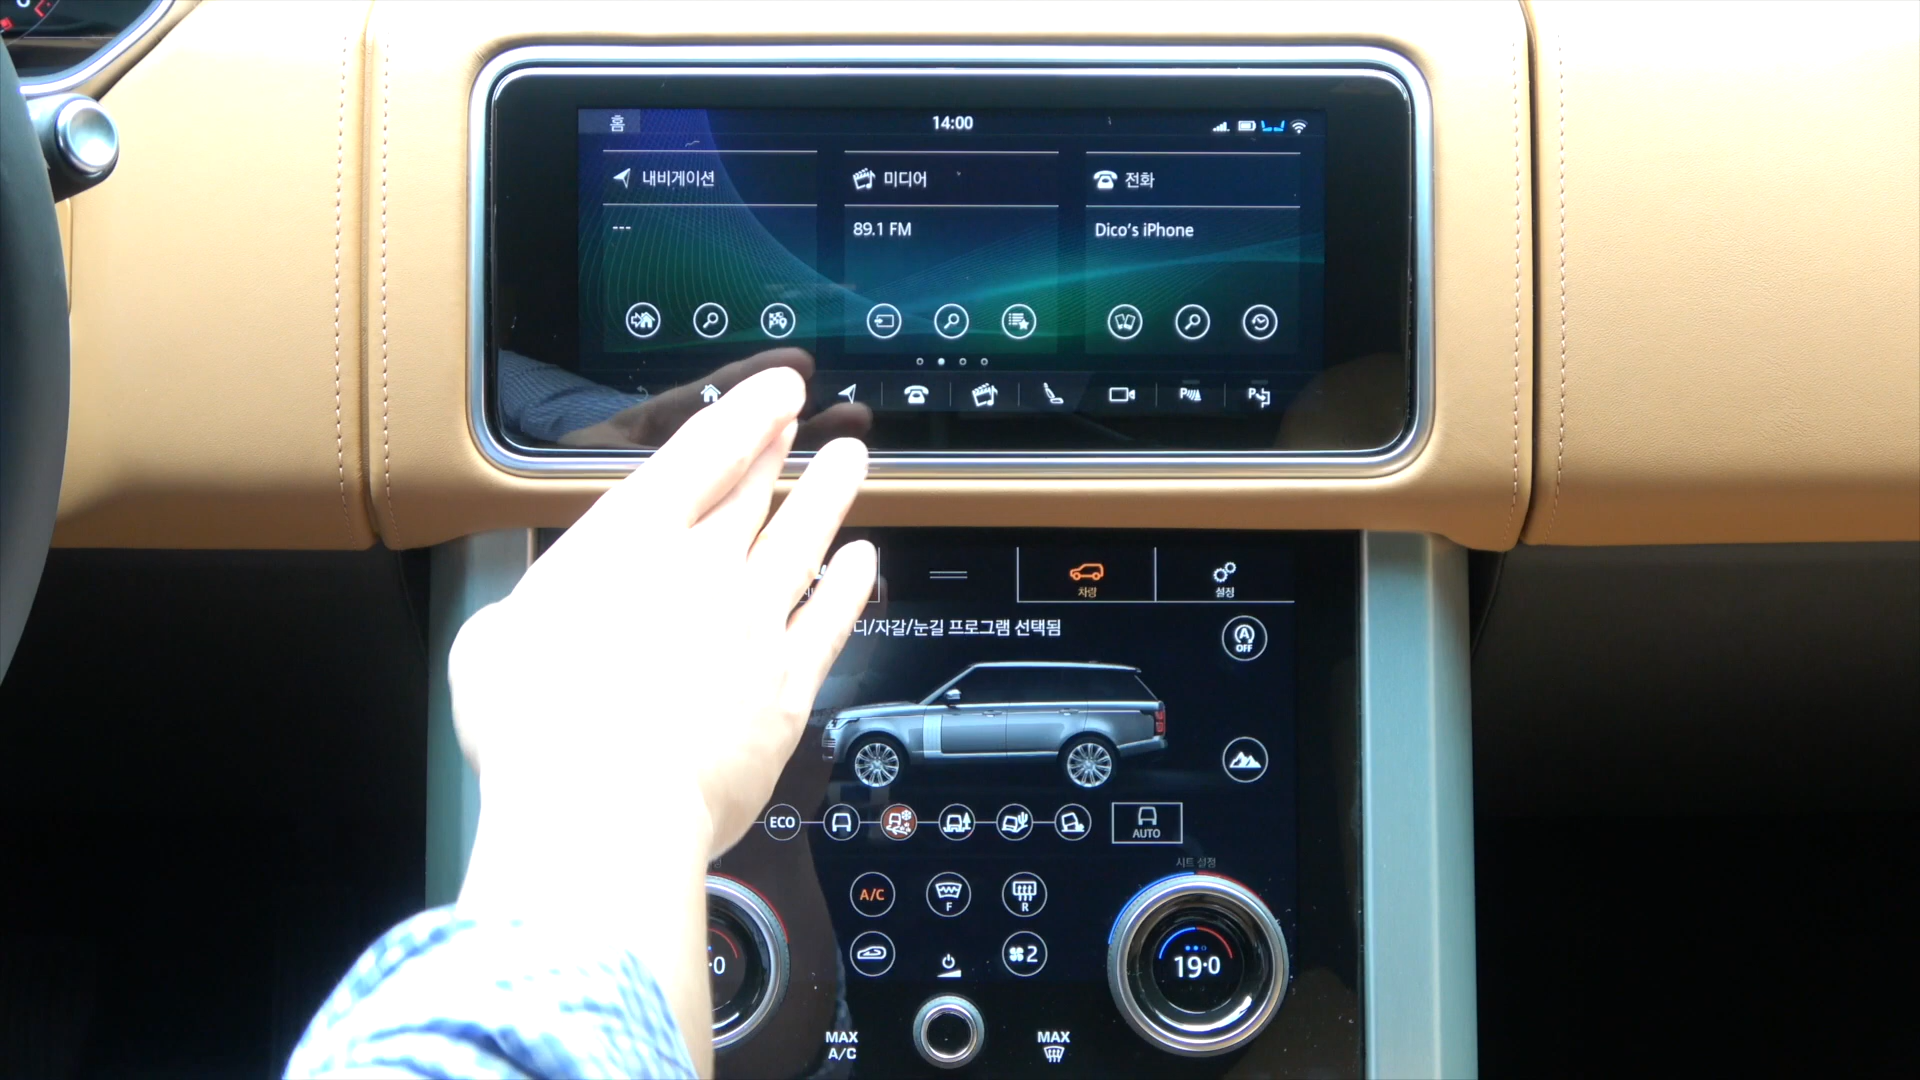 홈
14:00
내비게이션
미디어
전화
---
89.1 FM
Dico's iPhone
차량
설정
디/자갈/눈길 프로그램 선택됨
A
OFF
ECO
AUTO
시트 설정
A/C
F
R
2
19.0
.0
MAX
A/C
MAX